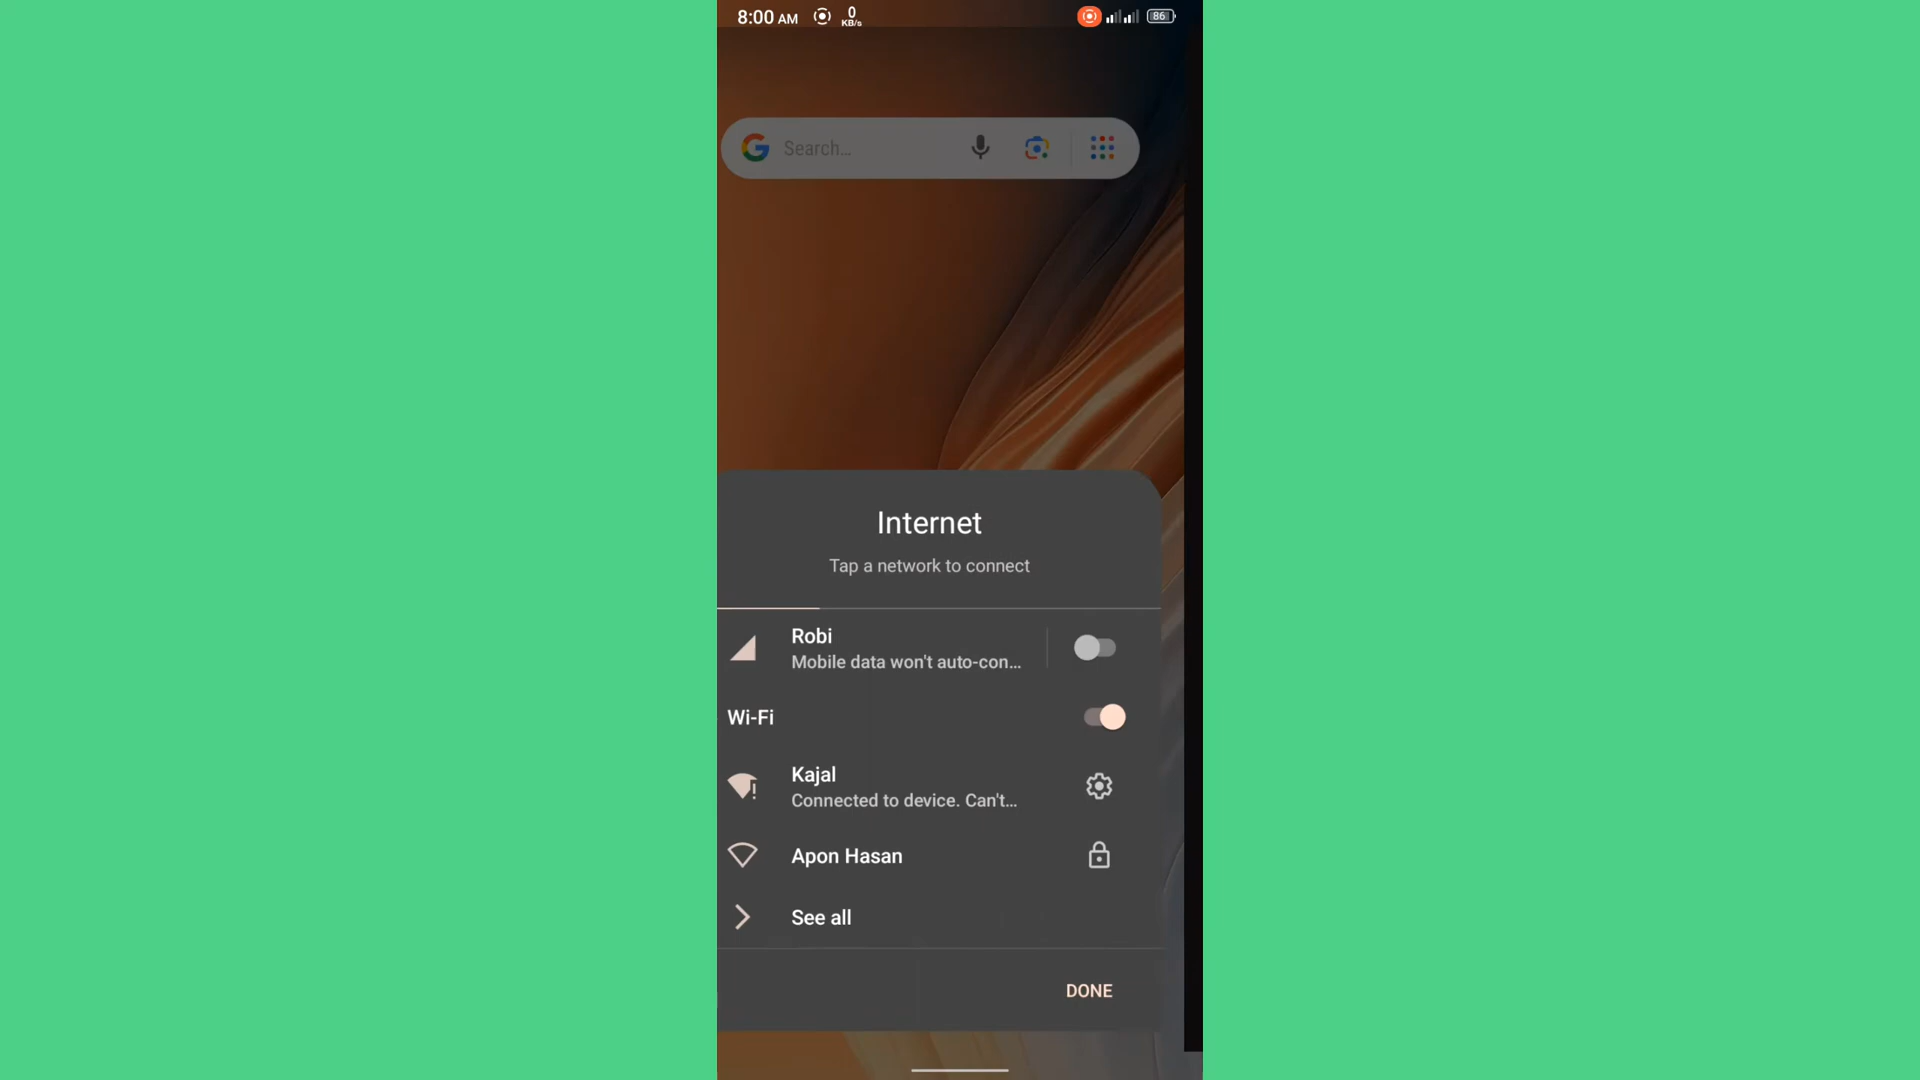 8:00 AM 0 KB/s 86
Search...
Internet
Tap a network to connect
Robi
Mobile data won't auto-con...
Wi-Fi
Kajal
Connected to device. Can't...
Apon Hasan
See all
DONE